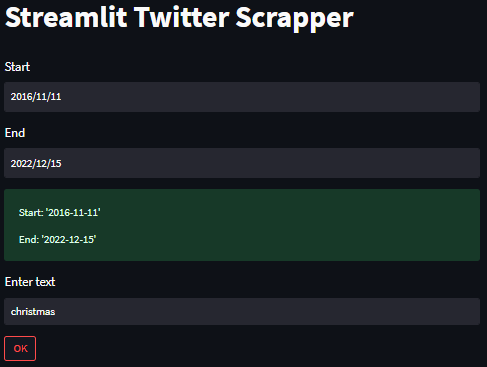 Streamlit Twitter Scrapper
Start
2016/11/11
End
2022/12/15
Start: '2016-11-11'
End: '2022-12-15'
Enter text
christmas
OK